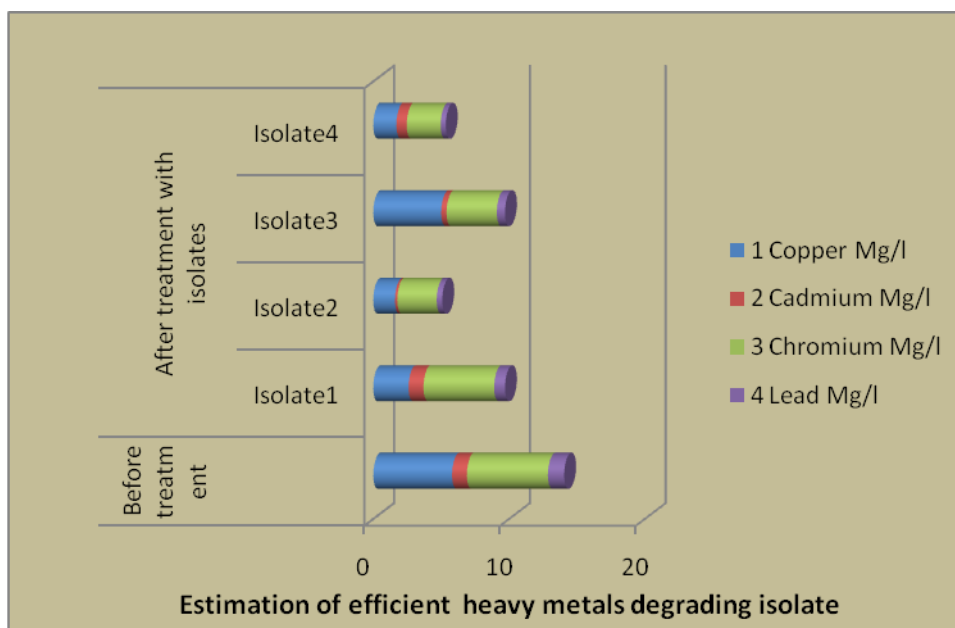 After treatment with
isolates
Isolate4
Isolate3
Isolate2
Isolate1
Before
treatm
ent
0 10 20
Estimation of efficient heavy metals degrading isolate
1 Copper Mg/l
2 Cadmium Mg/l
3 Chromium Mg/l
4 Lead Mg/l